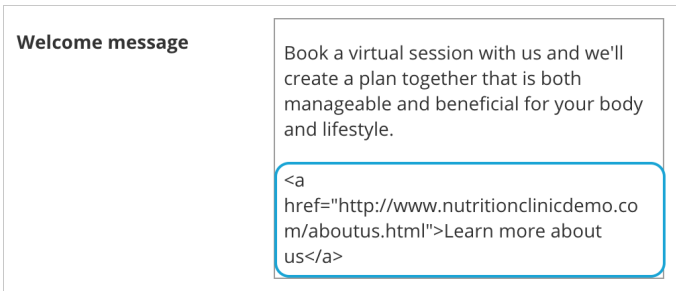 Welcome message
Book a virtual session with us and we'll
create a plan together that is both
manageable and beneficial for your body
and lifestyle.
<a
href="http://www.nutritionclinicdemo.co
m/aboutus.html">Learn more about
us</a>